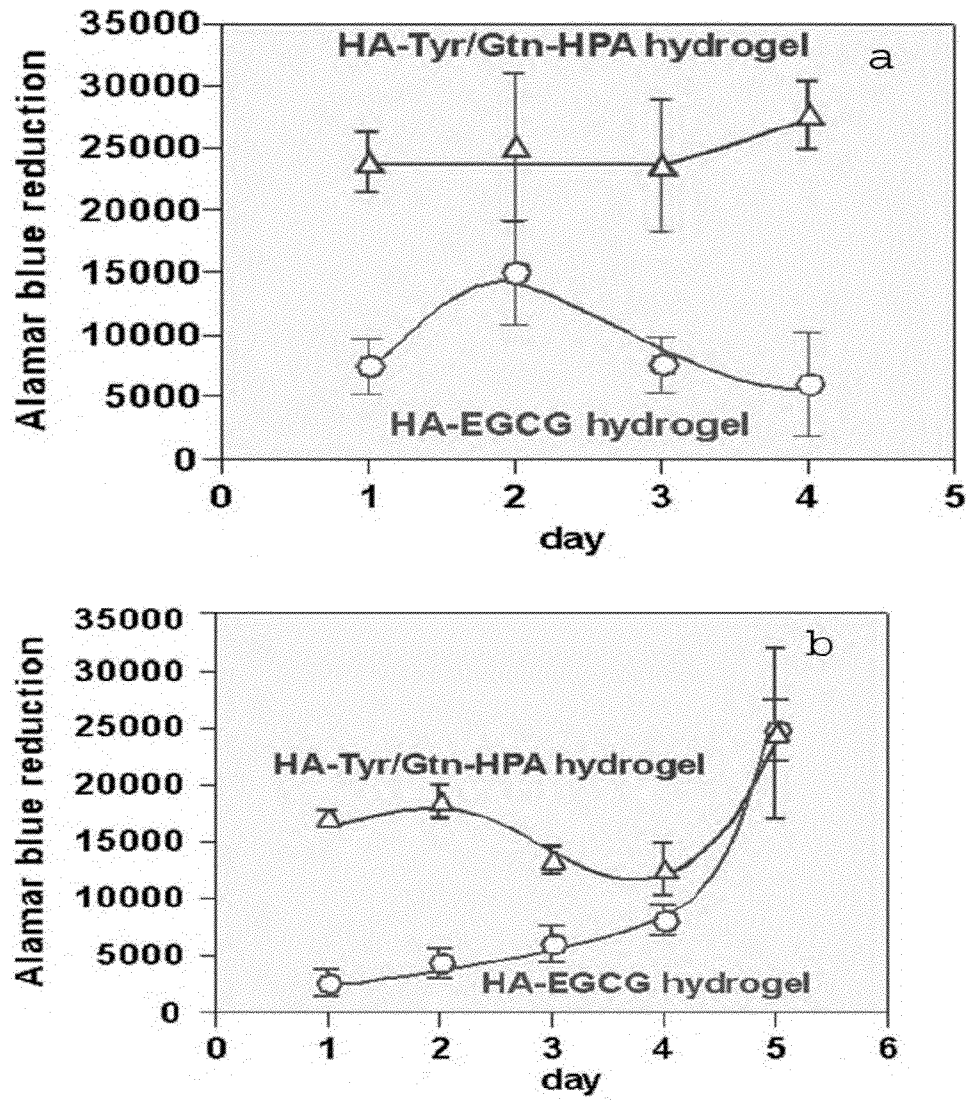 35000
HA-Tyr/Gtn-HPA hydrogel
a
30000
25000
20000
15000
10000
5000
0
Alamar blue reduction
HA-EGCG hydrogel
0 1 2 3 4 5
day
35000
b
30000
25000
HA-Tyr/Gtn-HPA hydrogel
20000
15000
10000
5000
0
Alamar blue reduction
HA-EGCG hydrogel
0 1 2 3 4 5 6
day